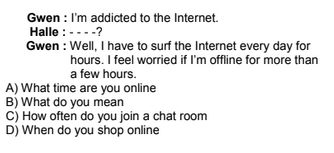 Gwen : I'm addicted to the Internet.
Halle : - - - -?
Gwen : Well, I have to surf the Internet every day for
hours. I feel worried if I'm offline for more than
a few hours.
A) What time are you online
B) What do you mean
C) How often do you join a chat room
D) When do you shop online